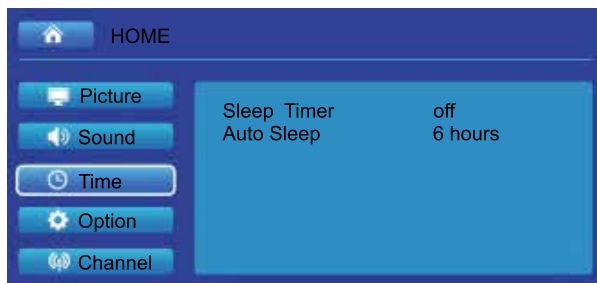 HOME
Picture
Sound
Time
Option
Channel
Sleep Timer off
Auto Sleep 6 hours